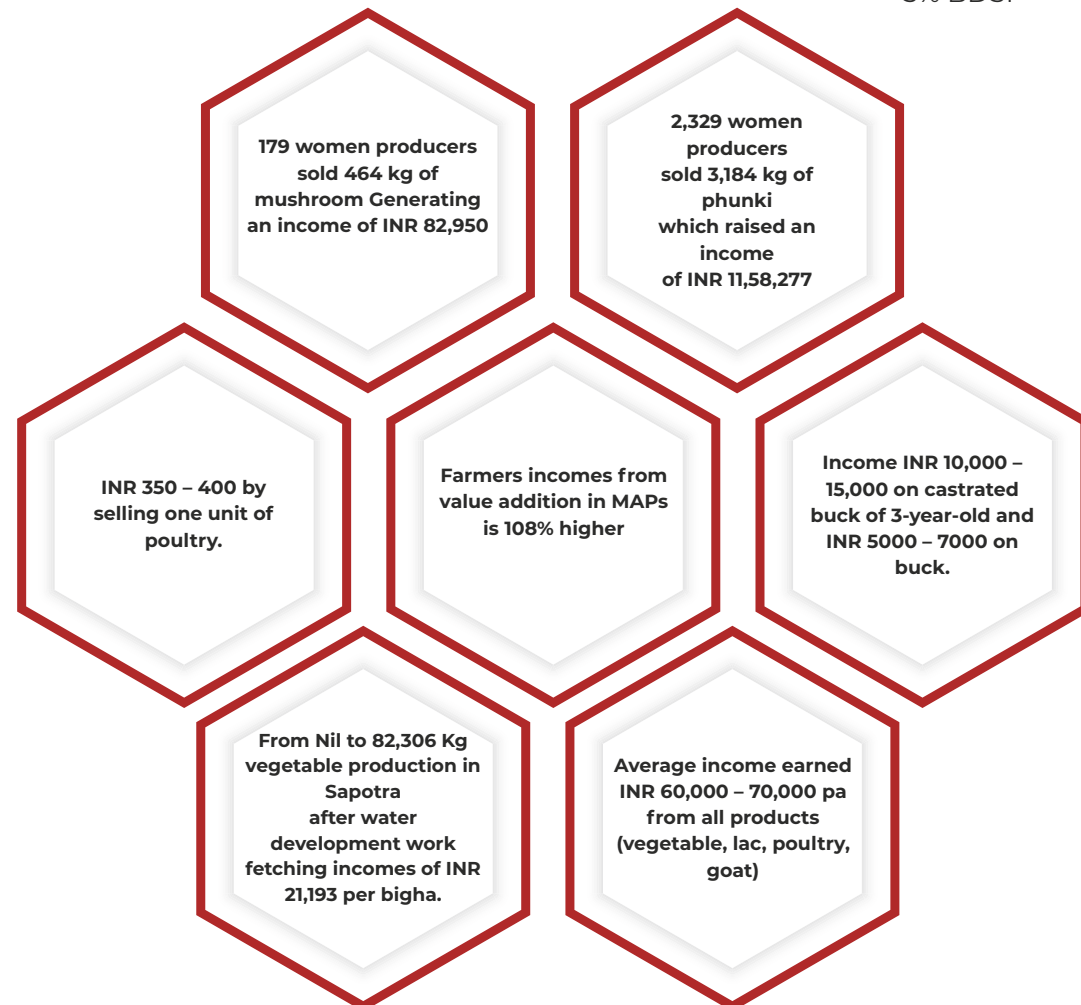 179 women producers
sold 464 kg of
mushroom Generating
an income of INR 82,950
2,329 women
producers
sold 3,184 kg of
phunki
which raised an
income
of INR 11,58,277
INR 350 – 400 by
selling one unit of
poultry.
Farmers incomes from
value addition in MAPs
is 108% higher
Income INR 10,000 –
15,000 on castrated
buck of 3-year-old and
INR 5000 – 7000 on
buck.
From Nil to 82,306 Kg
vegetable production in
Sapotra
after water
development work
fetching incomes of INR
21,193 per bigha.
Average income earned
INR 60,000 – 70,000 pa
from all products
(vegetable, lac, poultry,
goat)